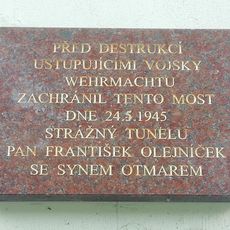 PŘED DESTRUKCÍ
USTUPUJÍCÍMI VOJSKY
WEHRMACHTU
ZACHRÁNIL TENTO MOST
DNE 24.5.1945
STRÁŽNÝ TUNELU
PAN FRANTIŠEK OLEJNÍČEK
SE SYNEM OTMAREM